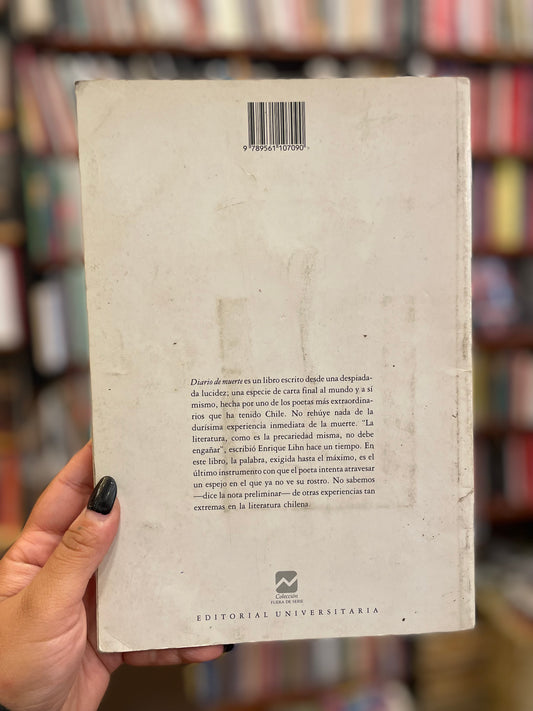 9 789561 107090
Diario de muerte es un libro escrito desde una despiada-
da lucidez; una especie de carta final al mundo y a sí
mismo, hecha por uno de los poetas más extraordina-
rios que ha tenido Chile. No rehúye nada de la
durísima experiencia inmediata de la muerte. “La
literatura, como es la precariedad misma, no debe
engañar”, escribió Enrique Lihn hace un tiempo. En
este libro, la palabra, exigida hasta el máximo, es el
último instrumento con que el poeta intenta atravesar
un espejo en el que ya no ve su rostro. No sabemos
—dice la nota preliminar— de otras experiencias tan
extremas en la literatura chilena.
Colección
FUERA DE SERIE
EDITORIAL UNIVERSITARIA